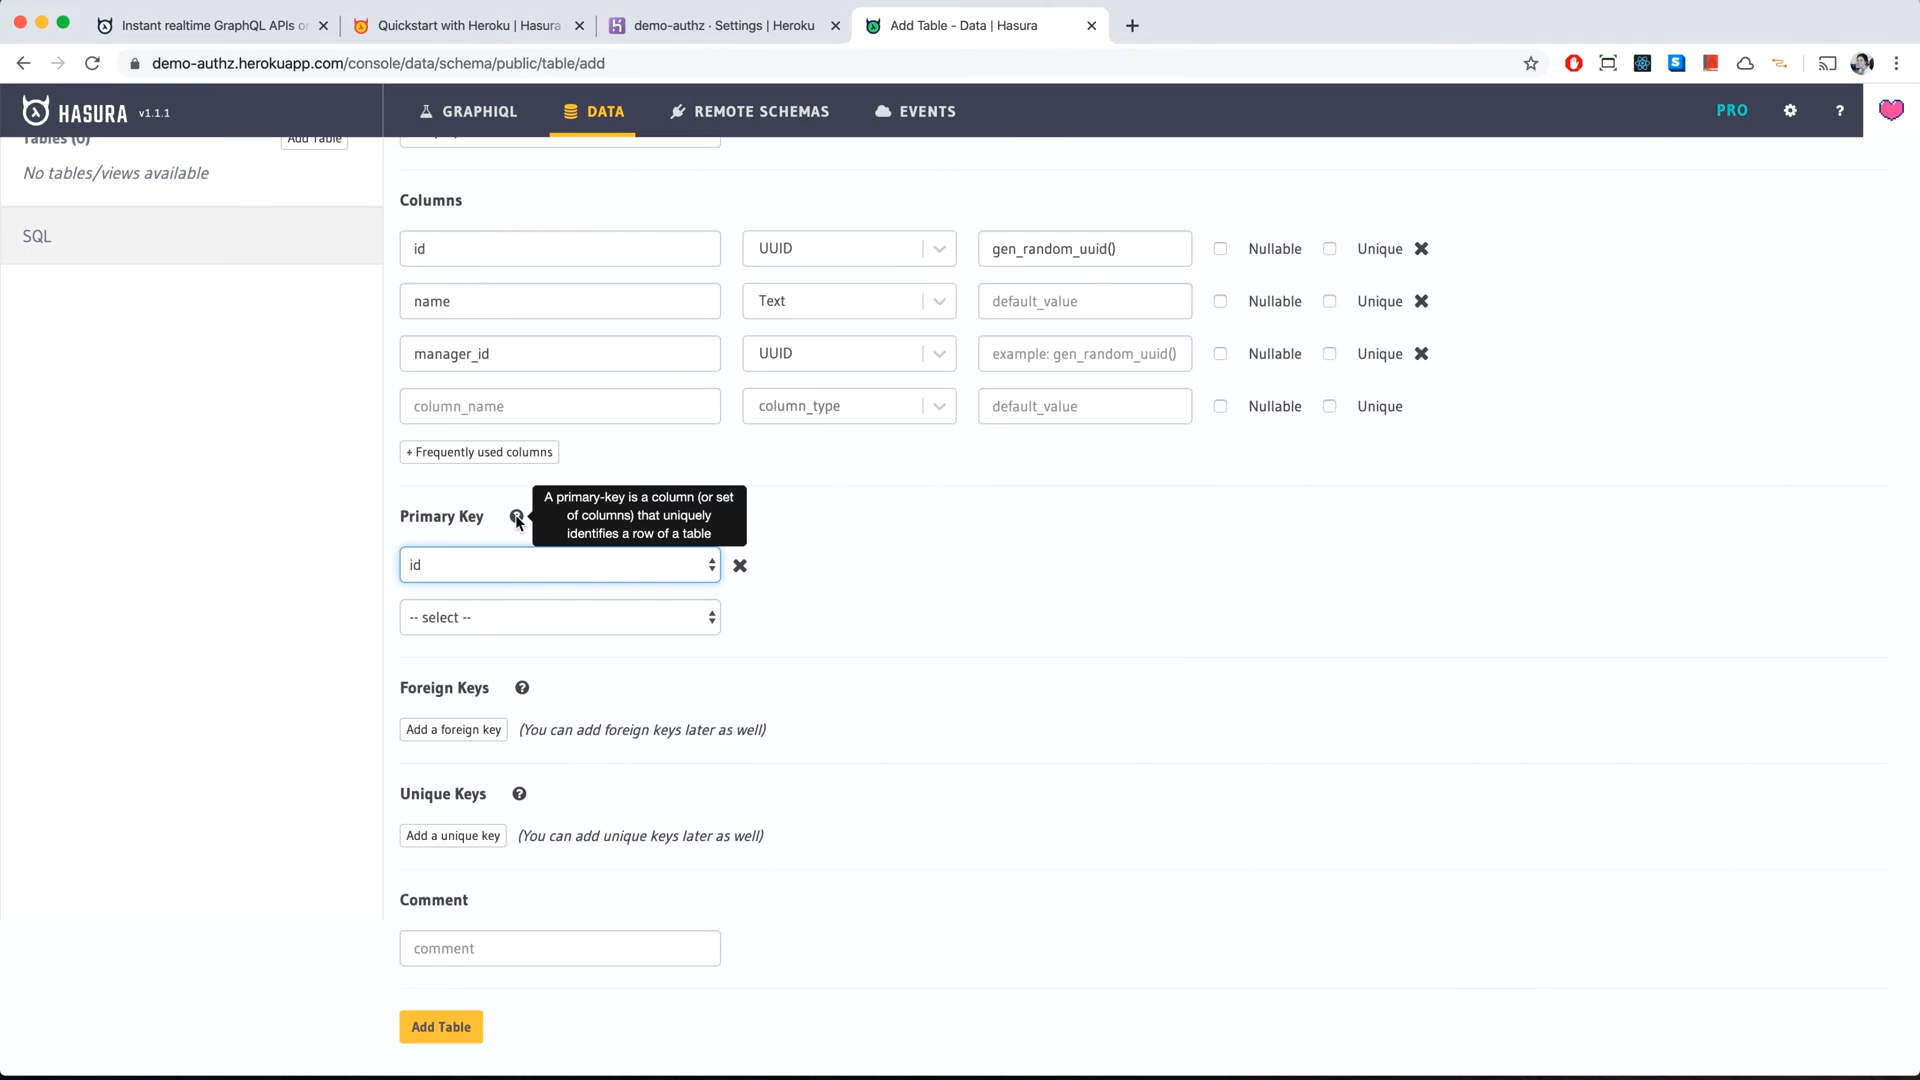 Instant realtime GraphQL APIs o
Quickstart with Heroku | Hasura
demo-authz · Settings | Heroku
Add Table - Data | Hasura
demo-authz.herokuapp.com/console/data/schema/public/table/add
HASURA v1.1.1
GRAPHIQL
DATA
REMOTE SCHEMAS
EVENTS
PRO
?
Tables (0)
Add Table
No tables/views available
SQL
Columns
id UUID gen_random_uuid() Nullable Unique
name Text default_value Nullable Unique
manager_id UUID example: gen_random_uuid() Nullable Unique
column_name column_type default_value Nullable Unique
+ Frequently used columns
Primary Key
A primary-key is a column (or set
of columns) that uniquely
identifies a row of a table
id
-- select --
Foreign Keys ?
Add a foreign key (You can add foreign keys later as well)
Unique Keys ?
Add a unique key (You can add unique keys later as well)
Comment
comment
Add Table